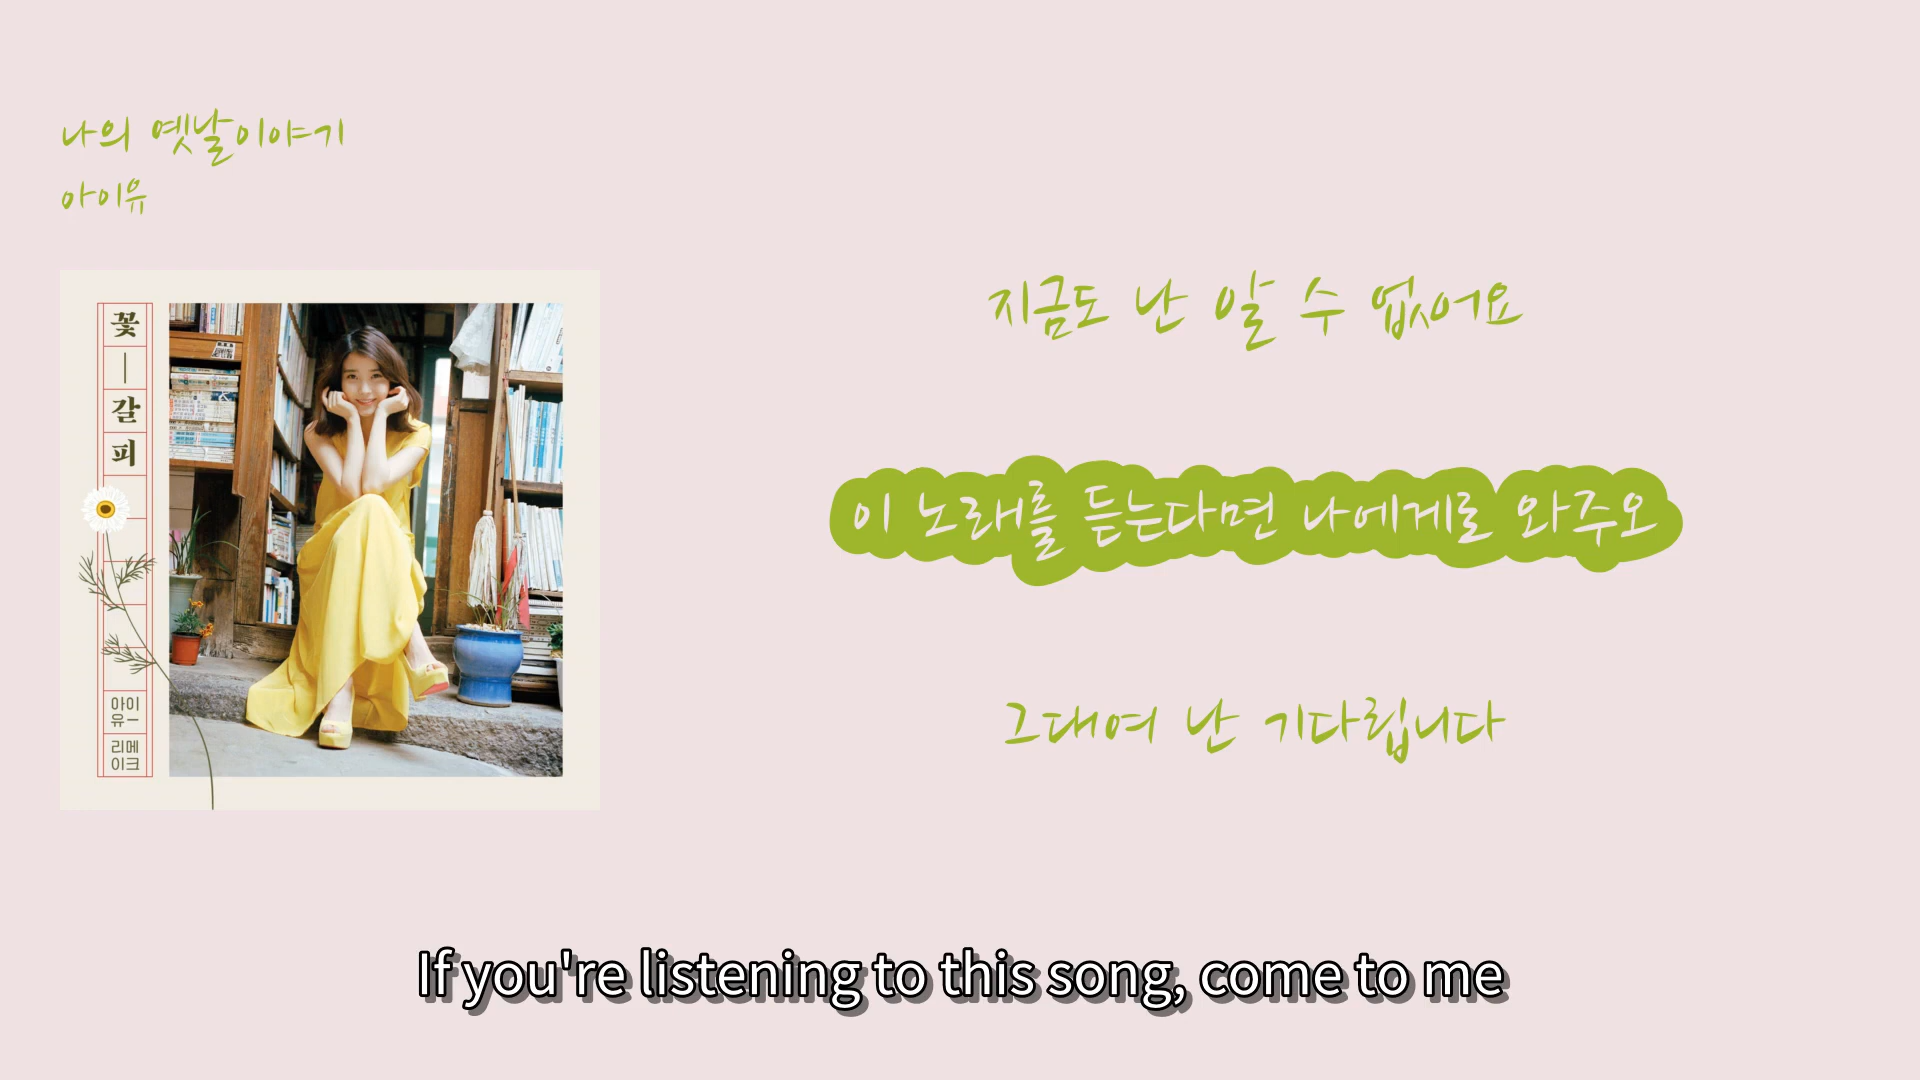 나의 옛날이야기
아이유
꽃
갈
피
아이
유
리메
이크
지금도 난 알 수 없어요
이 노래를 듣는다면 나에게로 와주오
그대여 난 기다립니다
If you're listening to this song, come to me